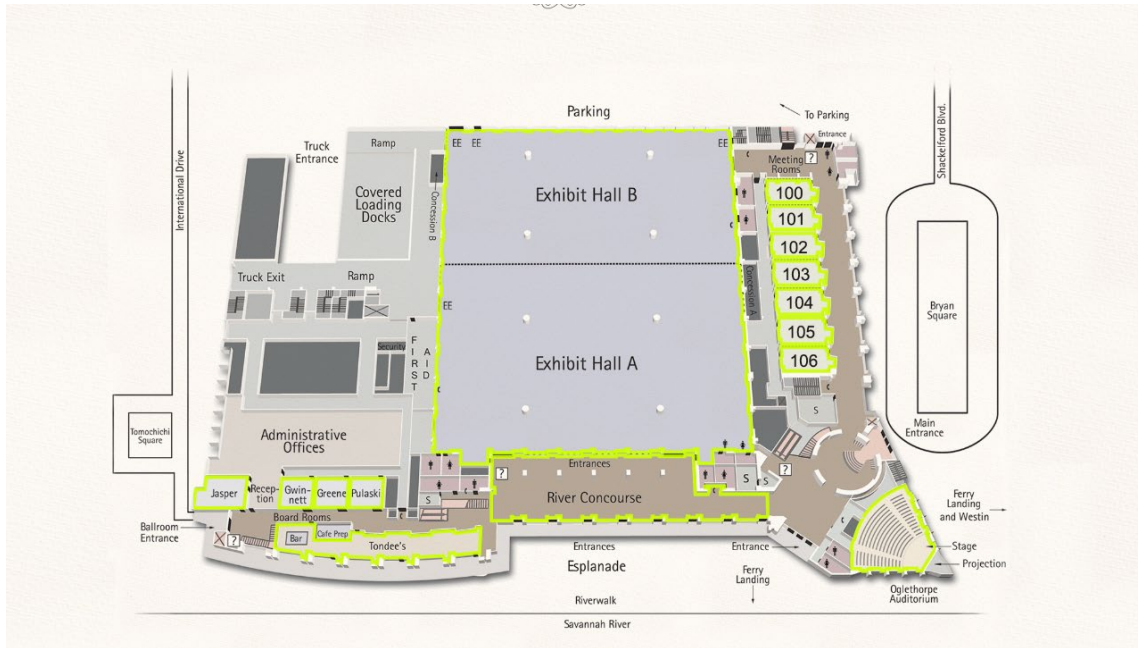 Parking
To Parking
Entrance
?
Meeting
Rooms
Shackelford Blvd.
International Drive
Truck
Entrance
Ramp
Covered
Loading
Docks
Concession B
EE
EE
EE
Exhibit Hall B
100
101
102
103
104
105
106
Truck Exit
Ramp
EE
Concession A
Bryan
Square
Security
FIRST
AID
Exhibit Hall A
S
Main
Entrance
Tomochichi
Square
Administrative
Offices
Entrances
?
?
Jasper
Recep-
tion
Gwin-
nett
Greene
Pulaski
S
River Concourse
S
S
Ferry
Landing
and Westin
Board Rooms
Ballroom
Entrance
?
Bar
Cafe Prep
Tondee's
Entrances
Entrance
Stage
Projection
Esplanade
Ferry
Landing
Oglethorpe
Auditorium
Riverwalk
Savannah River